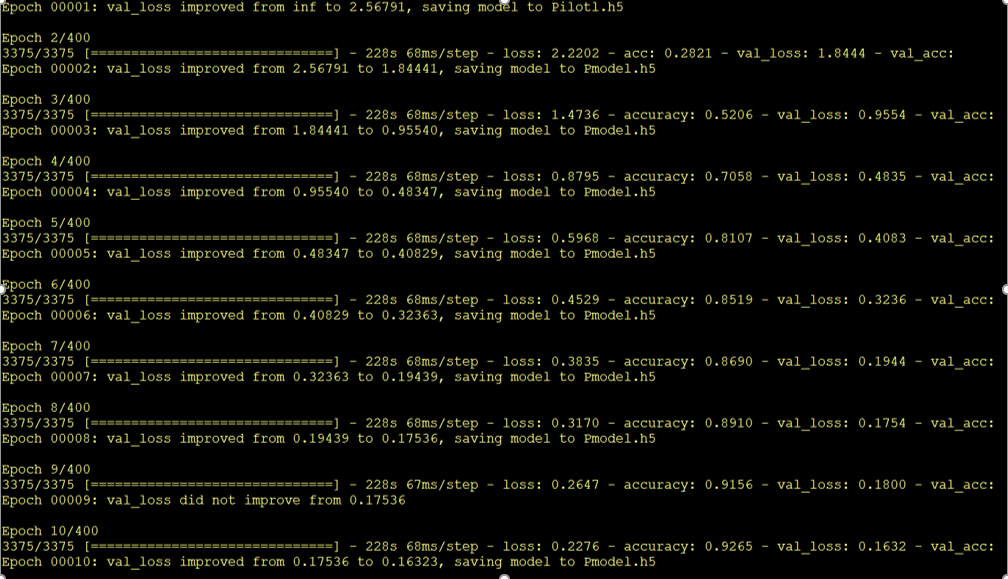 Epoch 00001: val_loss improved from inf to 2.56791, saving model to Pilotl.h5
Epoch 2/400
3375/3375 [==============================] - 228s 68ms/step - loss: 2.2202 - acc: 0.2821 - val_loss: 1.8444 - val_acc:
Epoch 00002: val_loss improved from 2.56791 to 1.84441, saving model to Pmodel.h5
Epoch 3/400
3375/3375 [==============================] - 228s 68ms/step - loss: 1.4736 - accuracy: 0.5206 - val_loss: 0.9554 - val_acc:
Epoch 00003: val_loss improved from 1.84441 to 0.95540, saving model to Pmodel.h5
Epoch 4/400
3375/3375 [==============================] - 228s 68ms/step - loss: 0.8795 - accuracy: 0.7058 - val_loss: 0.4835 - val_acc:
Epoch 00004: val_loss improved from 0.95540 to 0.48347, saving model to Pmodel.h5
Epoch 5/400
3375/3375 [==============================] - 228s 68ms/step - loss: 0.5968 - accuracy: 0.8107 - val_loss: 0.4083 - val_acc:
Epoch 00005: val_loss improved from 0.48347 to 0.40829, saving model to Pmodel.h5
Epoch 6/400
3375/3375 [==============================] - 228s 68ms/step - loss: 0.4529 - accuracy: 0.8519 - val_loss: 0.3236 - val_acc:
Epoch 00006: val_loss improved from 0.40829 to 0.32363, saving model to Pmodel.h5
Epoch 7/400
3375/3375 [==============================] - 228s 68ms/step - loss: 0.3835 - accuracy: 0.8690 - val_loss: 0.1944 - val_acc:
Epoch 00007: val_loss improved from 0.32363 to 0.19439, saving model to Pmodel.h5
Epoch 8/400
3375/3375 [==============================] - 228s 68ms/step - loss: 0.3170 - accuracy: 0.8910 - val_loss: 0.1754 - val_acc:
Epoch 00008: val_loss improved from 0.19439 to 0.17536, saving model to Pmodel.h5
Epoch 9/400
3375/3375 [==============================] - 228s 67ms/step - loss: 0.2647 - accuracy: 0.9156 - val_loss: 0.1800 - val_acc:
Epoch 00009: val_loss did not improve from 0.17536
Epoch 10/400
3375/3375 [==============================] - 228s 68ms/step - loss: 0.2276 - accuracy: 0.9265 - val_loss: 0.1632 - val_acc:
Epoch 00010: val_loss improved from 0.17536 to 0.16323, saving model to Pmodel.h5